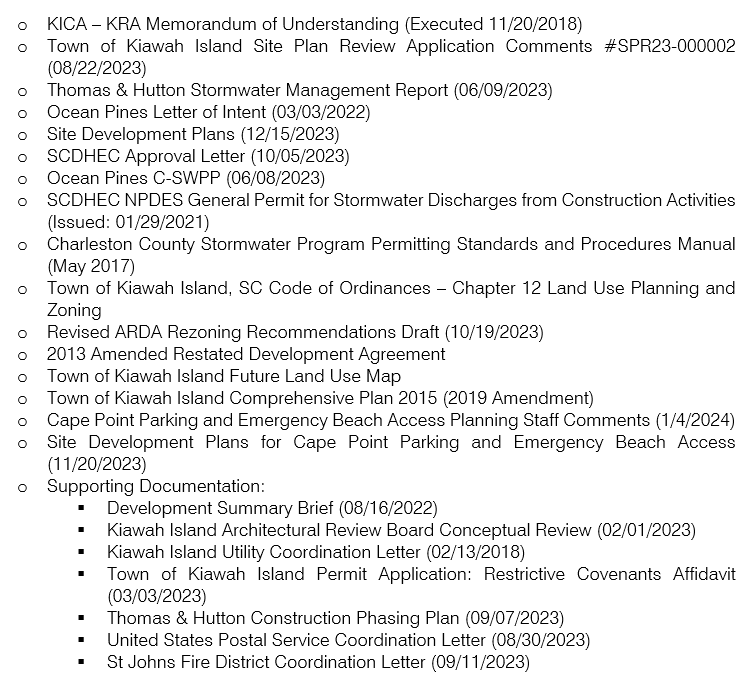 o KICA – KRA Memorandum of Understanding (Executed 11/20/2018)
o Town of Kiawah Island Site Plan Review Application Comments #SPR23-000002
(08/22/2023)
o Thomas & Hutton Stormwater Management Report (06/09/2023)
o Ocean Pines Letter of Intent (03/03/2022)
o Site Development Plans (12/15/2023)
o SCDHEC Approval Letter (10/05/2023)
o Ocean Pines C-SWPP (06/08/2023)
o SCDHEC NPDES General Permit for Stormwater Discharges from Construction Activities
(Issued: 01/29/2021)
o Charleston County Stormwater Program Permitting Standards and Procedures Manual
(May 2017)
o Town of Kiawah Island, SC Code of Ordinances – Chapter 12 Land Use Planning and
Zoning
o Revised ARDA Rezoning Recommendations Draft (10/19/2023)
o 2013 Amended Restated Development Agreement
o Town of Kiawah Island Future Land Use Map
o Town of Kiawah Island Comprehensive Plan 2015 (2019 Amendment)
o Cape Point Parking and Emergency Beach Access Planning Staff Comments (1/4/2024)
o Site Development Plans for Cape Point Parking and Emergency Beach Access
(11/20/2023)
o Supporting Documentation:
▪ Development Summary Brief (08/16/2022)
▪ Kiawah Island Architectural Review Board Conceptual Review (02/01/2023)
▪ Kiawah Island Utility Coordination Letter (02/13/2018)
▪ Town of Kiawah Island Permit Application: Restrictive Covenants Affidavit
(03/03/2023)
▪ Thomas & Hutton Construction Phasing Plan (09/07/2023)
▪ United States Postal Service Coordination Letter (08/30/2023)
▪ St Johns Fire District Coordination Letter (09/11/2023)